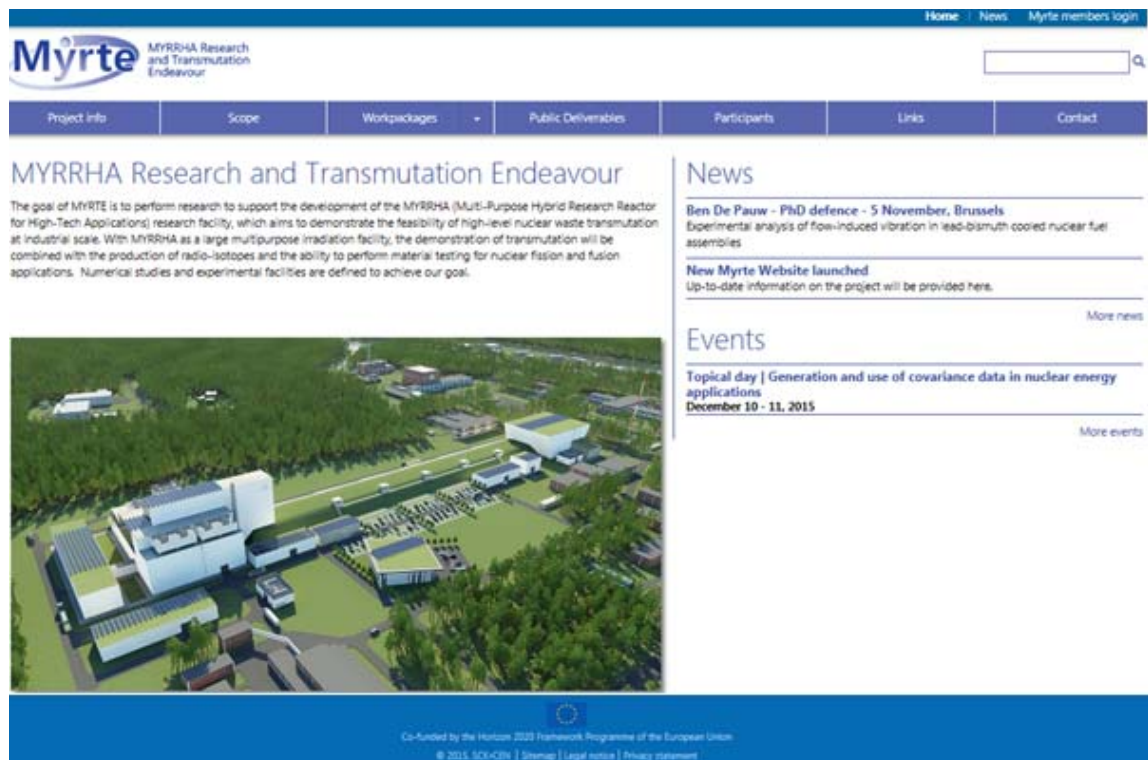 Home | News Myrte members login
Myrte
MYRRHA Research
and Transmutation
Endeavour
Project info Scope Workpackages Public Deliverables Participants Links Contact
MYRRHA Research and Transmutation Endeavour
The goal of MYRTE is to perform research to support the development of the MYRRHA (Multi-Purpose Hybrid Research Reactor
for High-Tech Applications) research facility, which aims to demonstrate the feasibility of high-level nuclear waste transmutation
at industrial scale. With MYRRHA as a large multipurpose irradiation facility, the demonstration of transmutation will be
combined with the production of radio-isotopes and the ability to perform material testing for nuclear fission and fusion
applications. Numerical studies and experimental facilities are defined to achieve our goal.
News
Ben De Pauw - PhD defence - 5 November, Brussels
Experimental analysis of flow-induced vibration in lead-bismuth cooled nuclear fuel
assemblies
New Myrte Website launched
Up-to-date information on the project will be provided here.
More news
Events
Topical day | Generation and use of covariance data in nuclear energy
applications
December 10 - 11, 2015
More events
Co-funded by the Horizon 2020 Framework Programme of the European Union
© 2015, SCK•CEN | Sitemap | Legal notice | Privacy statement